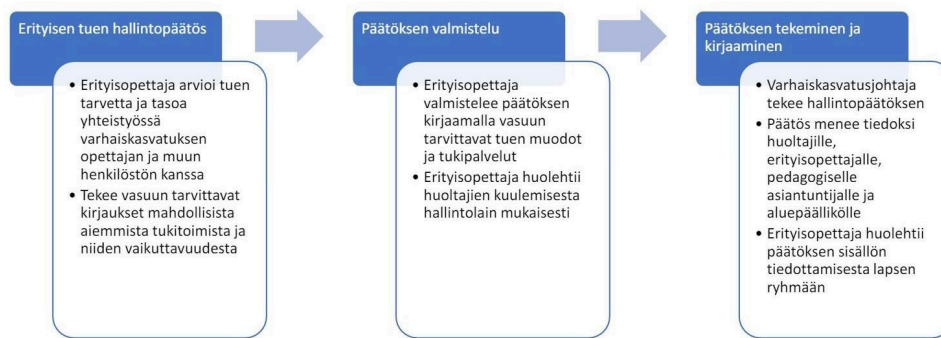 Erityisen tuen hallintopäätös
• Erityisopettaja arvioi tuen
tarvetta ja tasoa
yhteistyössä
varhaiskasvatuksen
opettajan ja muun
henkilöstön kanssa
• Tekee vasuun tarvittavat
kirjaukset mahdollisista
aiemmista tukitoimista ja
niiden vaikuttavuudesta
Päätöksen valmistelu
• Erityisopettaja
valmistelee päätöksen
kirjaamalla vasuun
tarvittavat tuen muodot
ja tukipalvelut
• Erityisopettaja huolehtii
huoltajien kuulemisesta
hallintolain mukaisesti
Päätöksen tekeminen ja
kirjaaminen
• Varhaiskasvatusjohtaja
tekee hallintopäätöksen
• Päätös menee tiedoksi
huoltajille,
erityisopettajalle,
pedagogiselle
asiantuntijalle ja
aluepäällikölle
• Erityisopettaja huolehtii
päätöksen sisällön
tiedottamisesta lapsen
ryhmään